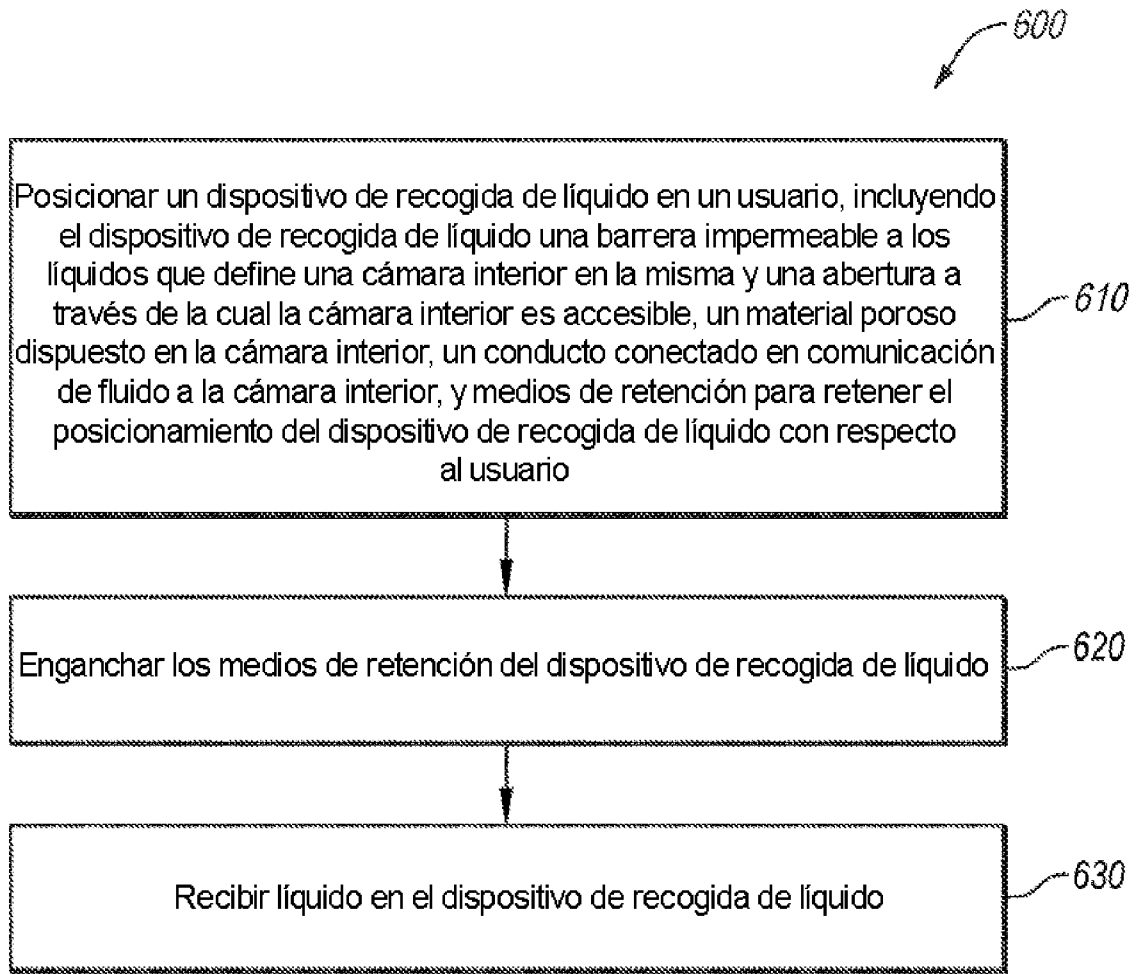 600
Posicionar un dispositivo de recogida de líquido en un usuario, incluyendo
el dispositivo de recogida de líquido una barrera impermeable a los
líquidos que define una cámara interior en la misma y una abertura a
través de la cual la cámara interior es accesible, un material poroso
dispuesto en la cámara interior, un conducto conectado en comunicación
de fluido a la cámara interior, y medios de retención para retener el
posicionamiento del dispositivo de recogida de líquido con respecto
al usuario
610
Enganchar los medios de retención del dispositivo de recogida de líquido
620
Recibir líquido en el dispositivo de recogida de líquido
630